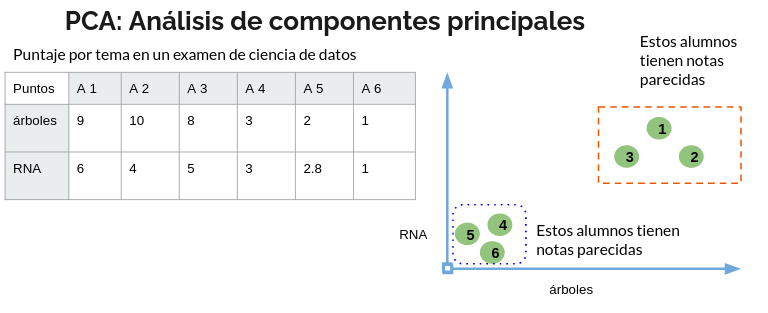 PCA: Análisis de componentes principales
Puntaje por tema en un examen de ciencia de datos
Puntos A 1 A 2 A 3 A 4 A 5 A 6
árboles 9 10 8 3 2 1
RNA 6 4 5 3 2.8 1
Estos alumnos
tienen notas
parecidas
1
3 2
4
5
6
Estos alumnos tienen
notas parecidas
RNA
árboles